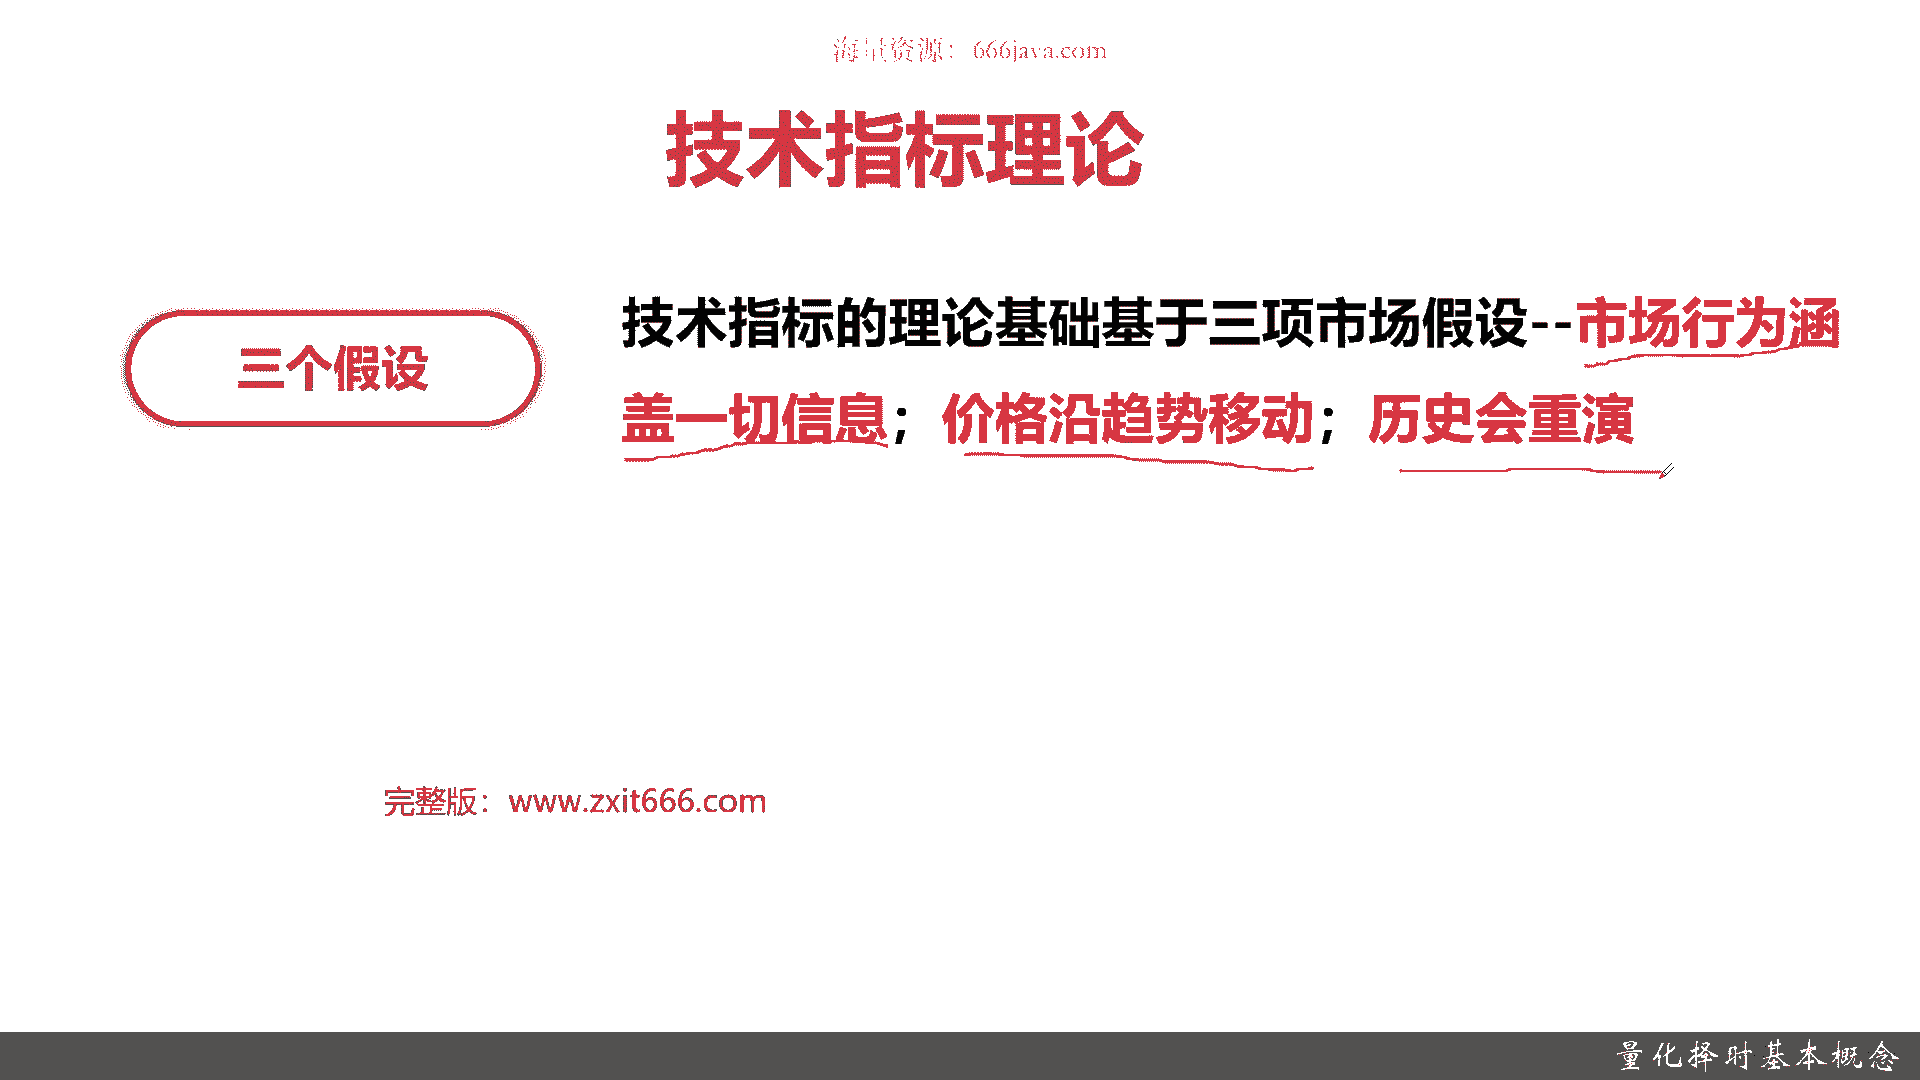 海量资源：666java.com
技术指标理论
三个假设
技术指标的理论基础基于三项市场假设--市场行为涵
盖一切信息；价格沿趋势移动；历史会重演
完整版：www.zxit666.com
量化择时基本概念